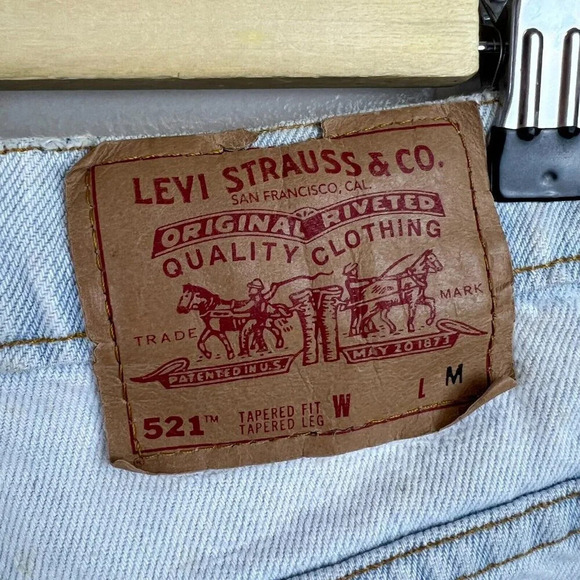 LEVI STRAUSS & CO.
SAN FRANCISCO, CAL.
ORIGINAL RIVETED
QUALITY CLOTHING
TRADE MARK
PATENTED IN U.S. MAY 20 1873
521™ TAPERED FIT W L M
TAPERED LEG